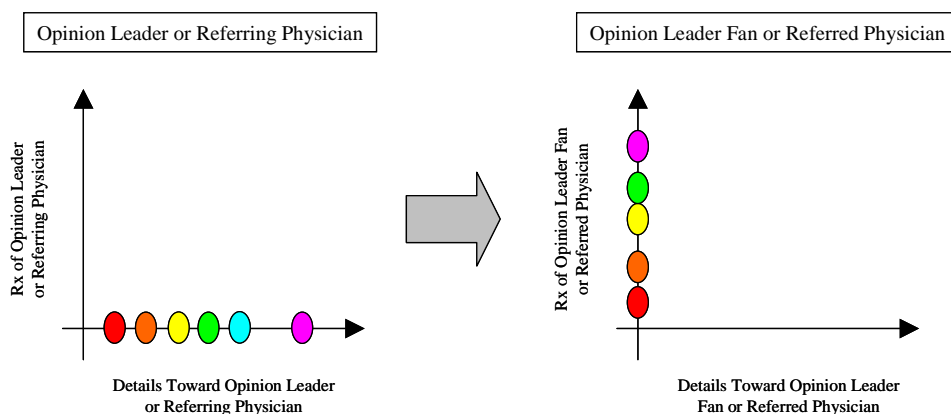 Opinion Leader or Referring Physician
Opinion Leader Fan or Referred Physician
Rx of Opinion Leader
or Referring Physician
Rx of Opinion Leader Fan
or Referred Physician
Details Toward Opinion Leader
or Referring Physician
Details Toward Opinion Leader
Fan or Referred Physician